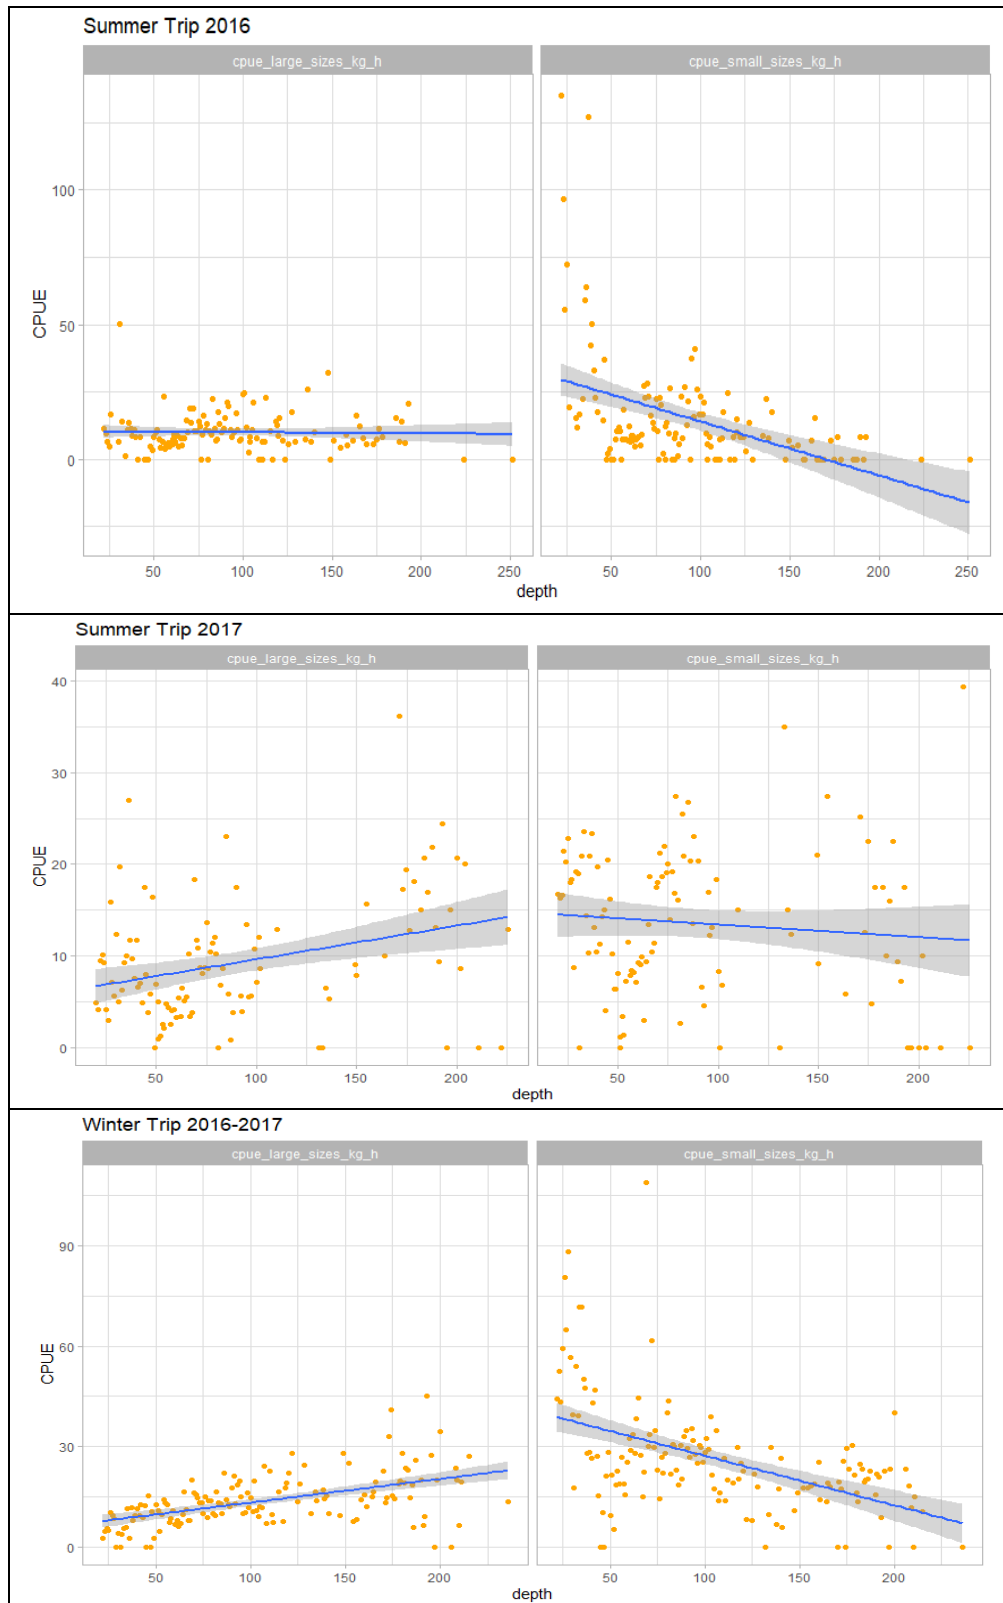 Summer Trip 2016
cpue_large_sizes_kg_h cpue_small_sizes_kg_h
100
50
0
CPUE
50 100 150 200 250 50 100 150 200 250
depth
Summer Trip 2017
cpue_large_sizes_kg_h cpue_small_sizes_kg_h
40
30
20
10
0
CPUE
50 100 150 200 50 100 150 200
depth
Winter Trip 2016-2017
cpue_large_sizes_kg_h cpue_small_sizes_kg_h
90
60
30
0
CPUE
50 100 150 200 50 100 150 200
depth